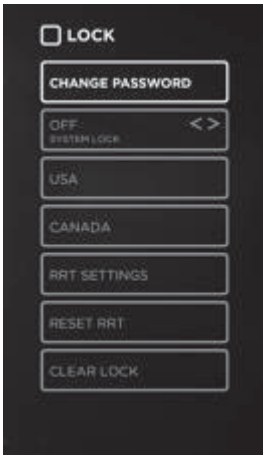 LOCK
CHANGE PASSWORD
OFF < >
SYSTEM LOCK
USA
CANADA
RRT SETTINGS
RESET RRT
CLEAR LOCK